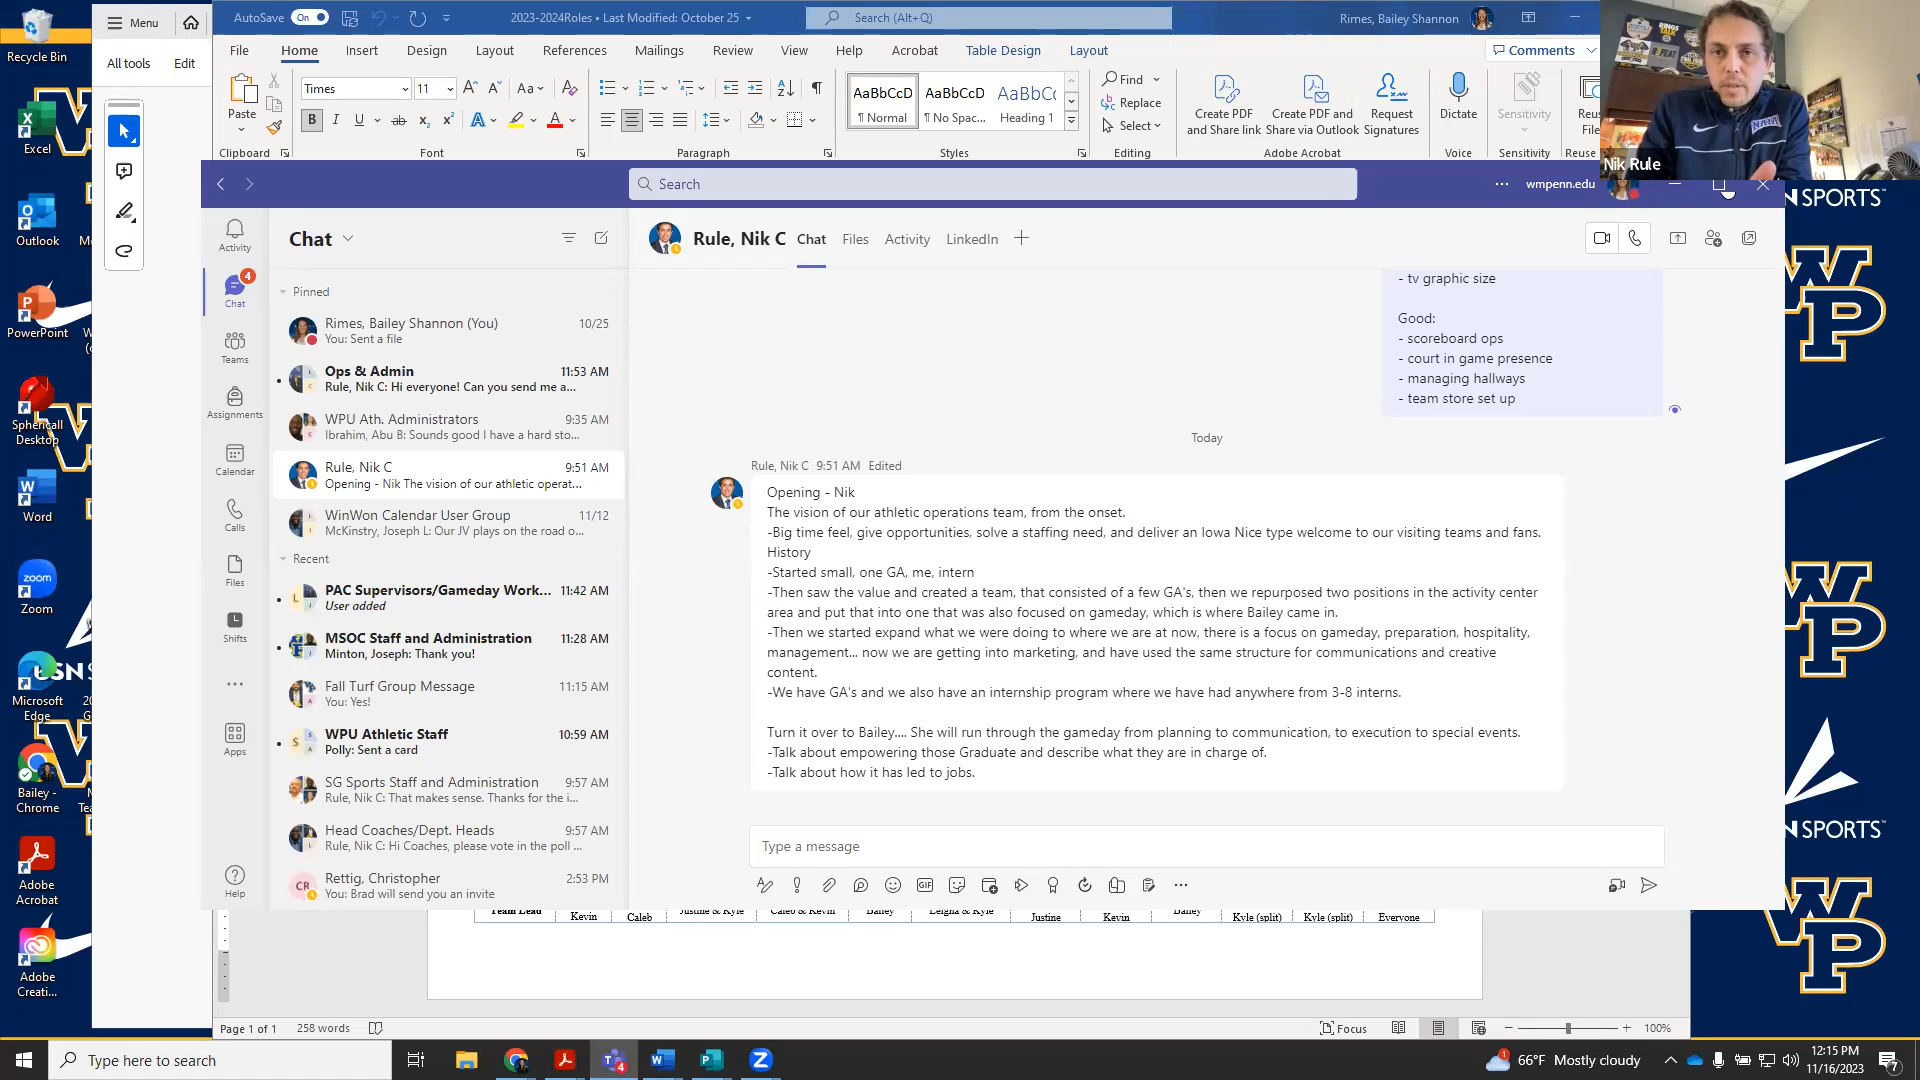 Recycle Bin
Excel
Outlook
PowerPoint
Spherical Desktop
Word
Zoom
Microsoft Edge
Bailey - Chrome
Adobe Acrobat
Adobe Creati...
Menu
All tools
Edit
AutoSave On
2023-2024Roles • Last Modified: October 25
Search (Alt+Q)
Rimes, Bailey Shannon
File Home Insert Design Layout References Mailings Review View Help Acrobat Table Design Layout
Comments
Times 11
Paste
AaBbCcD AaBbCcD AaBbCc
¶ Normal ¶ No Spac... Heading 1
Find
Replace
Select
Create PDF and Share link
Create PDF and Share via Outlook
Request Signatures
Dictate
Sensitivity
Clipboard Font Paragraph Styles Editing Adobe Acrobat Voice Sensitivity
NAIA
Nik Rule
Search
wmpenn.edu
Activity
Chat 4
Teams
Assignments
Calendar
Calls
Files
Shifts
Apps
Help
Chat
Pinned
Rimes, Bailey Shannon (You) 10/25
You: Sent a file
Ops & Admin 11:53 AM
Rule, Nik C: Hi everyone! Can you send me a...
WPU Ath. Administrators 9:35 AM
Ibrahim, Abu B: Sounds good I have a hard sto...
Rule, Nik C 9:51 AM
Opening - Nik The vision of our athletic operat...
WinWon Calendar User Group 11/12
McKinstry, Joseph L: Our JV plays on the road o...
Recent
PAC Supervisors/Gameday Work... 11:42 AM
User added
MSOC Staff and Administration 11:28 AM
Minton, Joseph: Thank you!
Fall Turf Group Message 11:15 AM
You: Yes!
WPU Athletic Staff 10:59 AM
Polly: Sent a card
SG Sports Staff and Administration 9:57 AM
Rule, Nik C: That makes sense. Thanks for the i...
Head Coaches/Dept. Heads 9:57 AM
Rule, Nik C: Hi Coaches, please vote in the poll ...
CR
Rettig, Christopher 2:53 PM
You: Brad will send you an invite
Rule, Nik C Chat Files Activity LinkedIn
- tv graphic size
Good:
- scoreboard ops
- court in game presence
- managing hallways
- team store set up
Today
Rule, Nik C 9:51 AM Edited
Opening - Nik
The vision of our athletic operations team, from the onset.
-Big time feel, give opportunities, solve a staffing need, and deliver an Iowa Nice type welcome to our visiting teams and fans.
History
-Started small, one GA, me, intern
-Then saw the value and created a team, that consisted of a few GA's, then we repurposed two positions in the activity center
area and put that into one that was also focused on gameday, which is where Bailey came in.
-Then we started expand what we were doing to where we are at now, there is a focus on gameday, preparation, hospitality,
management... now we are getting into marketing, and have used the same structure for communications and creative
content.
-We have GA's and we also have an internship program where we have had anywhere from 3-8 interns.
Turn it over to Bailey.... She will run through the gameday from planning to communication, to execution to special events.
-Talk about empowering those Graduate and describe what they are in charge of.
-Talk about how it has led to jobs.
Type a message
Team Lead Kevin Caleb Justine & Kyle Caleb & Kevin Bailey Leigha & Kyle Justine Kevin Bailey Kyle (split) Kyle (split) Everyone
N SPORTS
N SPORTS
WP
Page 1 of 1 258 words
Focus
100%
Type here to search
66°F Mostly cloudy
12:15 PM
11/16/2023